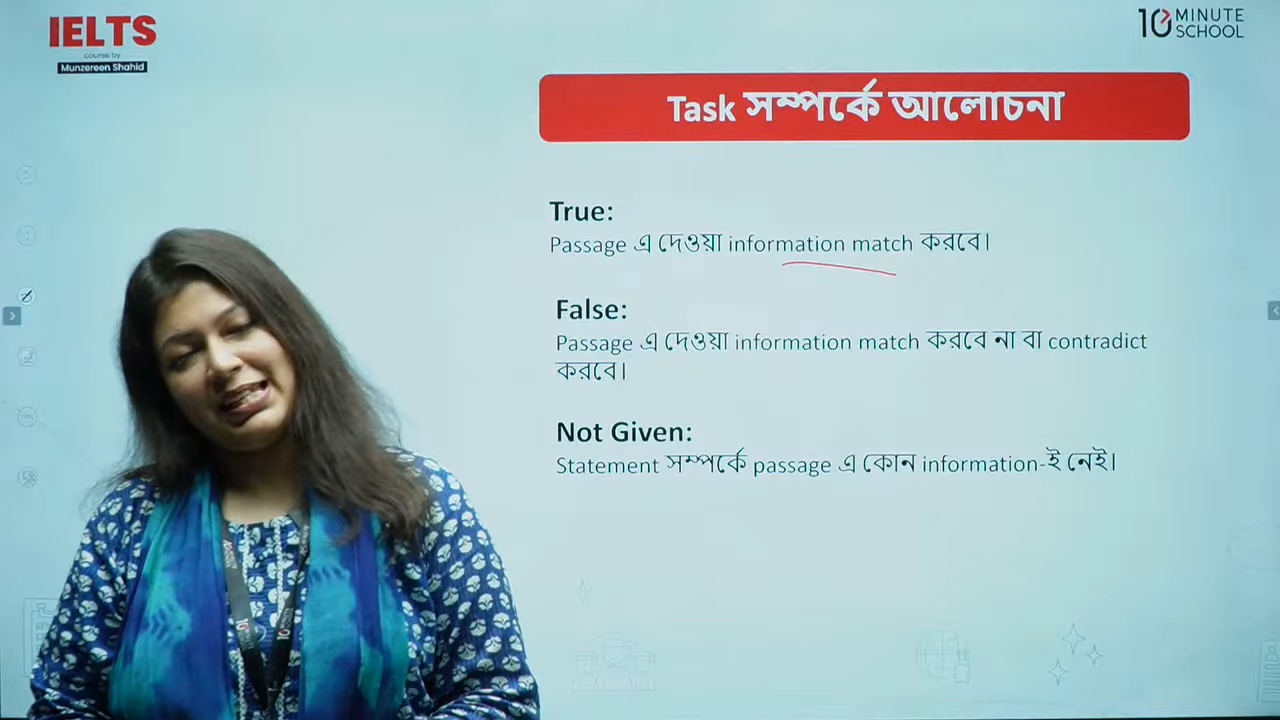 IELTS
course by
Munzereen Shahid
10 MINUTE
SCHOOL
Task সম্পর্কে আলোচনা
True:
Passage এ দেওয়া information match করবে।
False:
Passage এ দেওয়া information match করবে না বা contradict
করবে।
Not Given:
Statement সম্পর্কে passage এ কোন information-ই নেই।